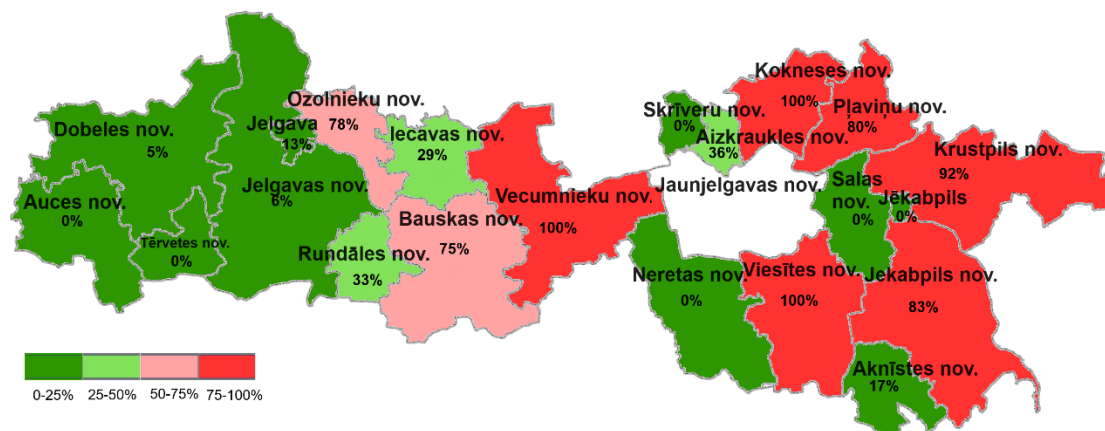 Kokneses nov.
100%
Ozolnieku nov.
78%
Skrīveru nov.
0%
Pļaviņu nov.
80%
Dobeles nov.
5%
Jelgava
13%
Iecavas nov.
29%
Aizkraukles nov.
36%
Krustpils nov.
92%
Jelgavas nov.
6%
Vecumnieku nov.
100%
Jaunjelgavas nov.
Salas
nov.
0%
Jēkabpils
0%
Auces nov.
0%
Bauskas nov.
75%
Tērvetes nov.
0%
Rundāles nov.
33%
Neretas nov.
0%
Viesītes nov.
100%
Jekabpils nov.
83%
Aknīstes nov.
17%
0-25% 25-50% 50-75% 75-100%